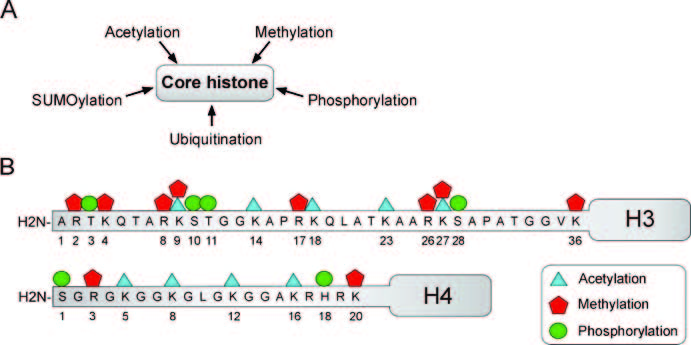 A
Acetylation Methylation
Core histone
SUMOylation Phosphorylation
Ubiquitination
B
H2N- A R T K Q T A R K S T G G K A P R K Q L A T K A A R K S A P A T G G V K H3
1 2 3 4 8 9 10 11 14 17 18 23 26 27 28 36
H2N- S G R G K G G K G L G K G G A K R H R K H4
1 3 5 8 12 16 18 20
Acetylation
Methylation
Phosphorylation